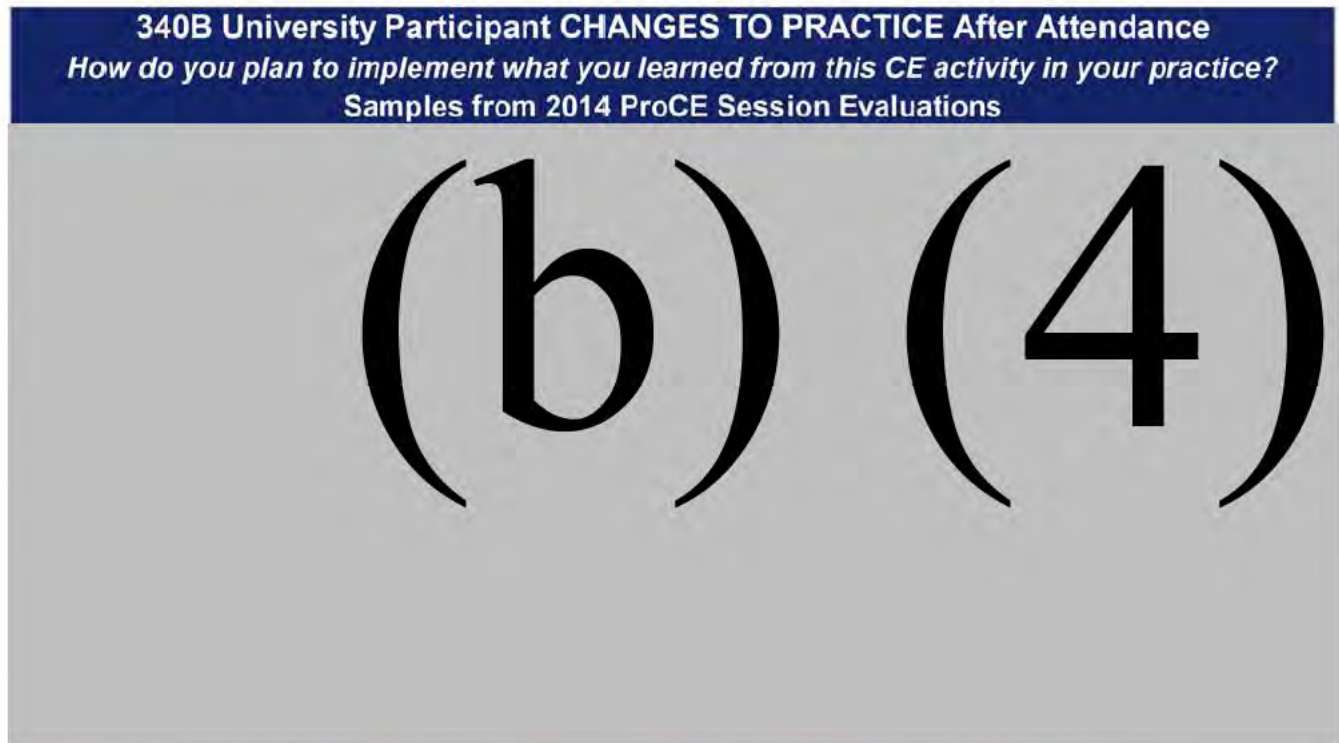 340B University Participant CHANGES TO PRACTICE After Attendance
How do you plan to implement what you learned from this CE activity in your practice?
Samples from 2014 ProCE Session Evaluations
(b) (4)